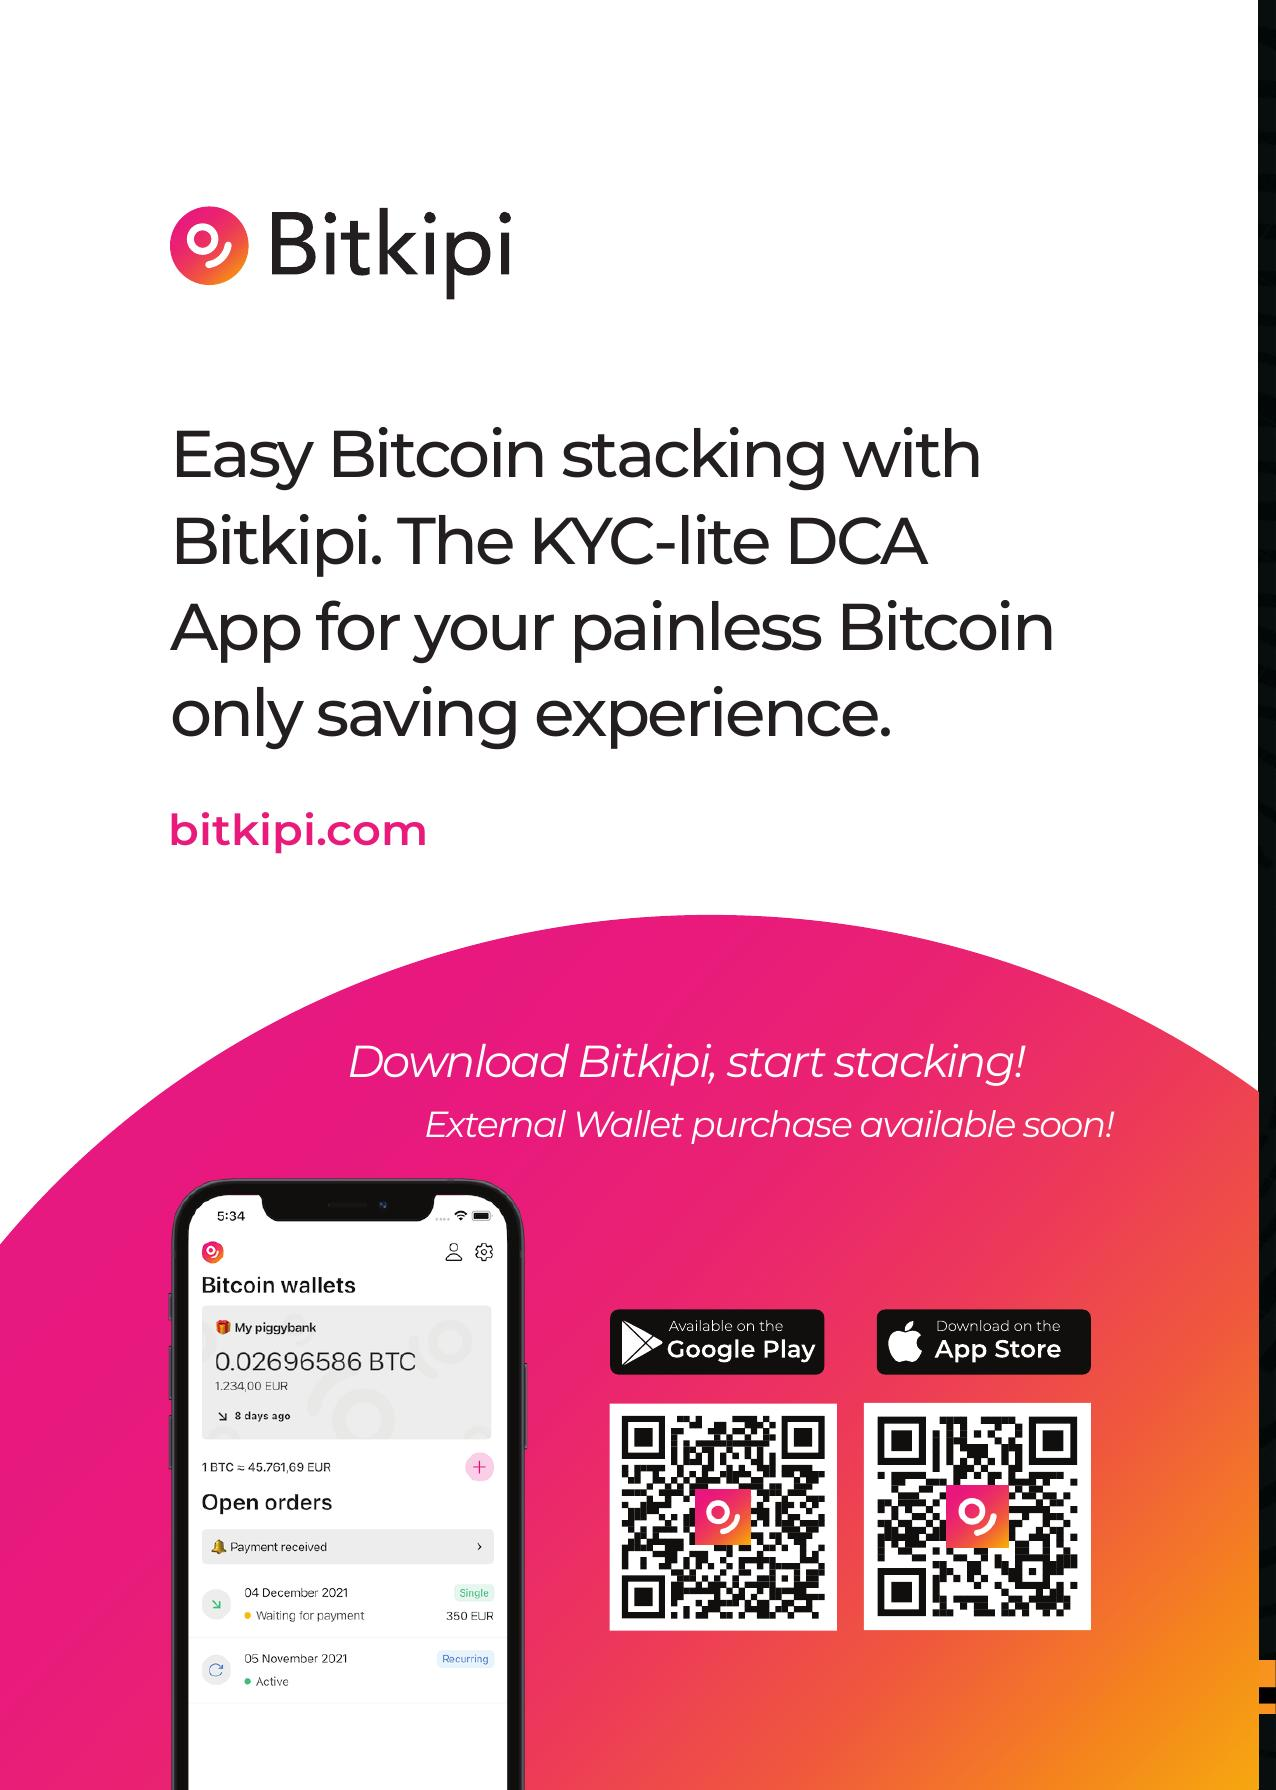 Bitkipi
Easy Bitcoin stacking with
Bitkipi. The KYC-lite DCA
App for your painless Bitcoin
only saving experience.
bitkipi.com
Download Bitkipi, start stacking!
External Wallet purchase available soon!
5:34
Bitcoin wallets
My piggybank
0.02696586 BTC
1.234,00 EUR
8 days ago
1 BTC ≈ 45.761,69 EUR
Open orders
Payment received
04 December 2021 Single
Waiting for payment 350 EUR
05 November 2021 Recurring
Active
Available on the
Google Play
Download on the
App Store